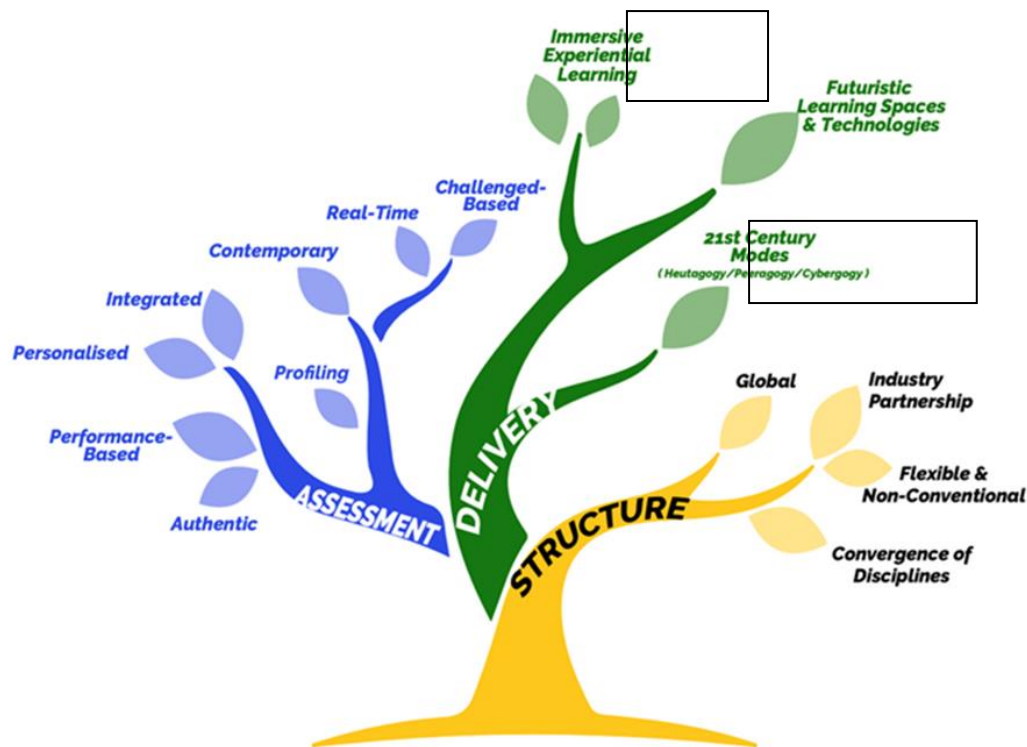 Immersive
Experiential
Learning
Futuristic
Learning Spaces
& Technologies
Challenged-
Based
Real-Time
Contemporary
21st Century
Modes
(Heutagogy/Peeragogy/Cybergogy)
Integrated
Personalised
Profiling
Performance-
Based
Authentic
Global
Industry
Partnership
Flexible &
Non-Conventional
Convergence of
Disciplines
ASSESSMENT
DELIVERY
STRUCTURE